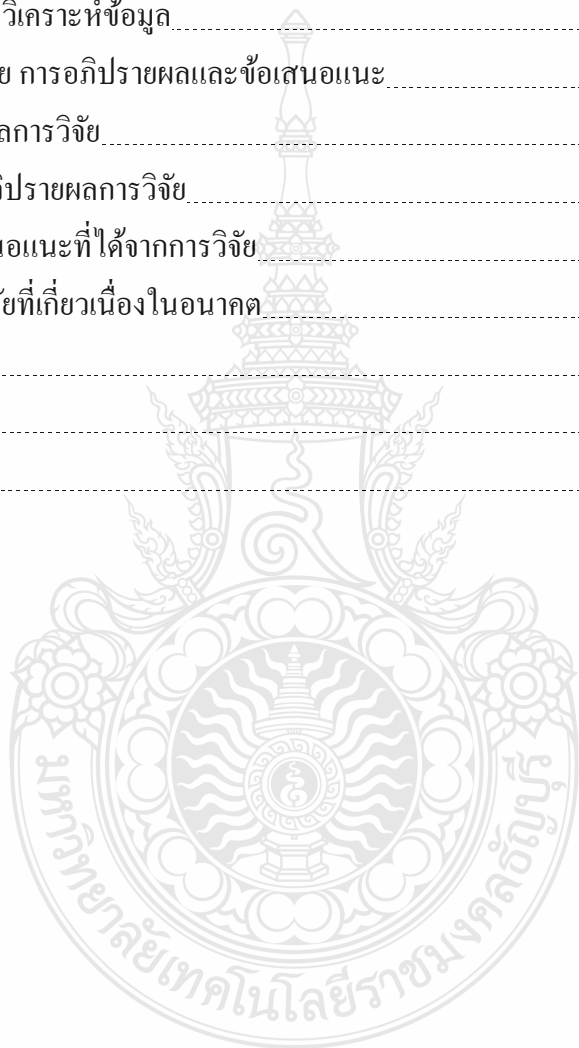 วิเคราะห์ข้อมูล
ย การอภิปรายผลและข้อเสนอแนะ
ลการวิจัย
ภิปรายผลการวิจัย
นอแนะที่ได้จากการวิจัย
ัยที่เกี่ยวเนื่องในอนาคต
มหาวิทยาลัยเทคโนโลยีราชมงคลธัญบุรี